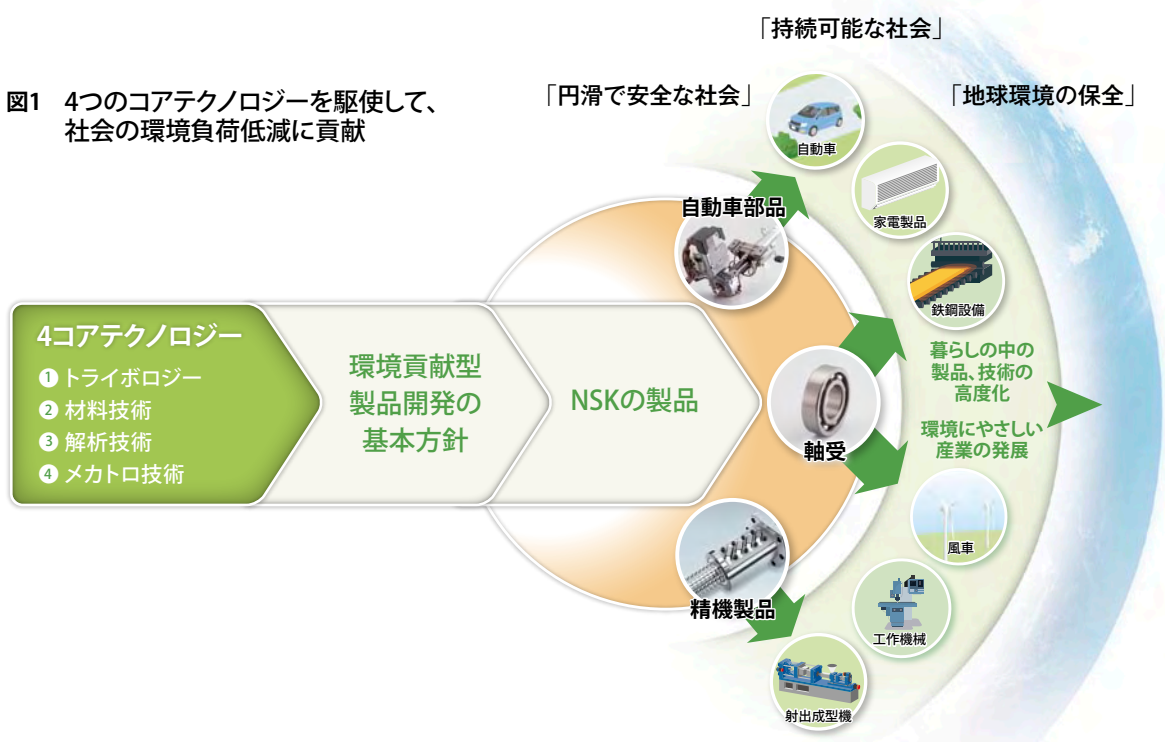 「持続可能な社会」
図1 4つのコアテクノロジーを駆使して、
社会の環境負荷低減に貢献
「円滑で安全な社会」
「地球環境の保全」
自動車
自動車部品
家電製品
鉄鋼設備
4コアテクノロジー
❶ トライボロジー
❷ 材料技術
❸ 解析技術
❹ メカトロ技術
環境貢献型
製品開発の
基本方針
NSKの製品
軸受
暮らしの中の
製品、技術の
高度化
環境にやさしい
産業の発展
風車
精機製品
工作機械
射出成型機